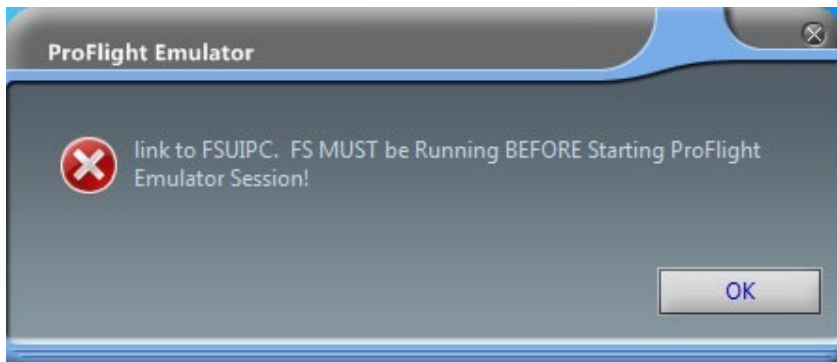 ProFlight Emulator
link to FSUIPC. FS MUST be Running BEFORE Starting ProFlight
Emulator Session!
OK